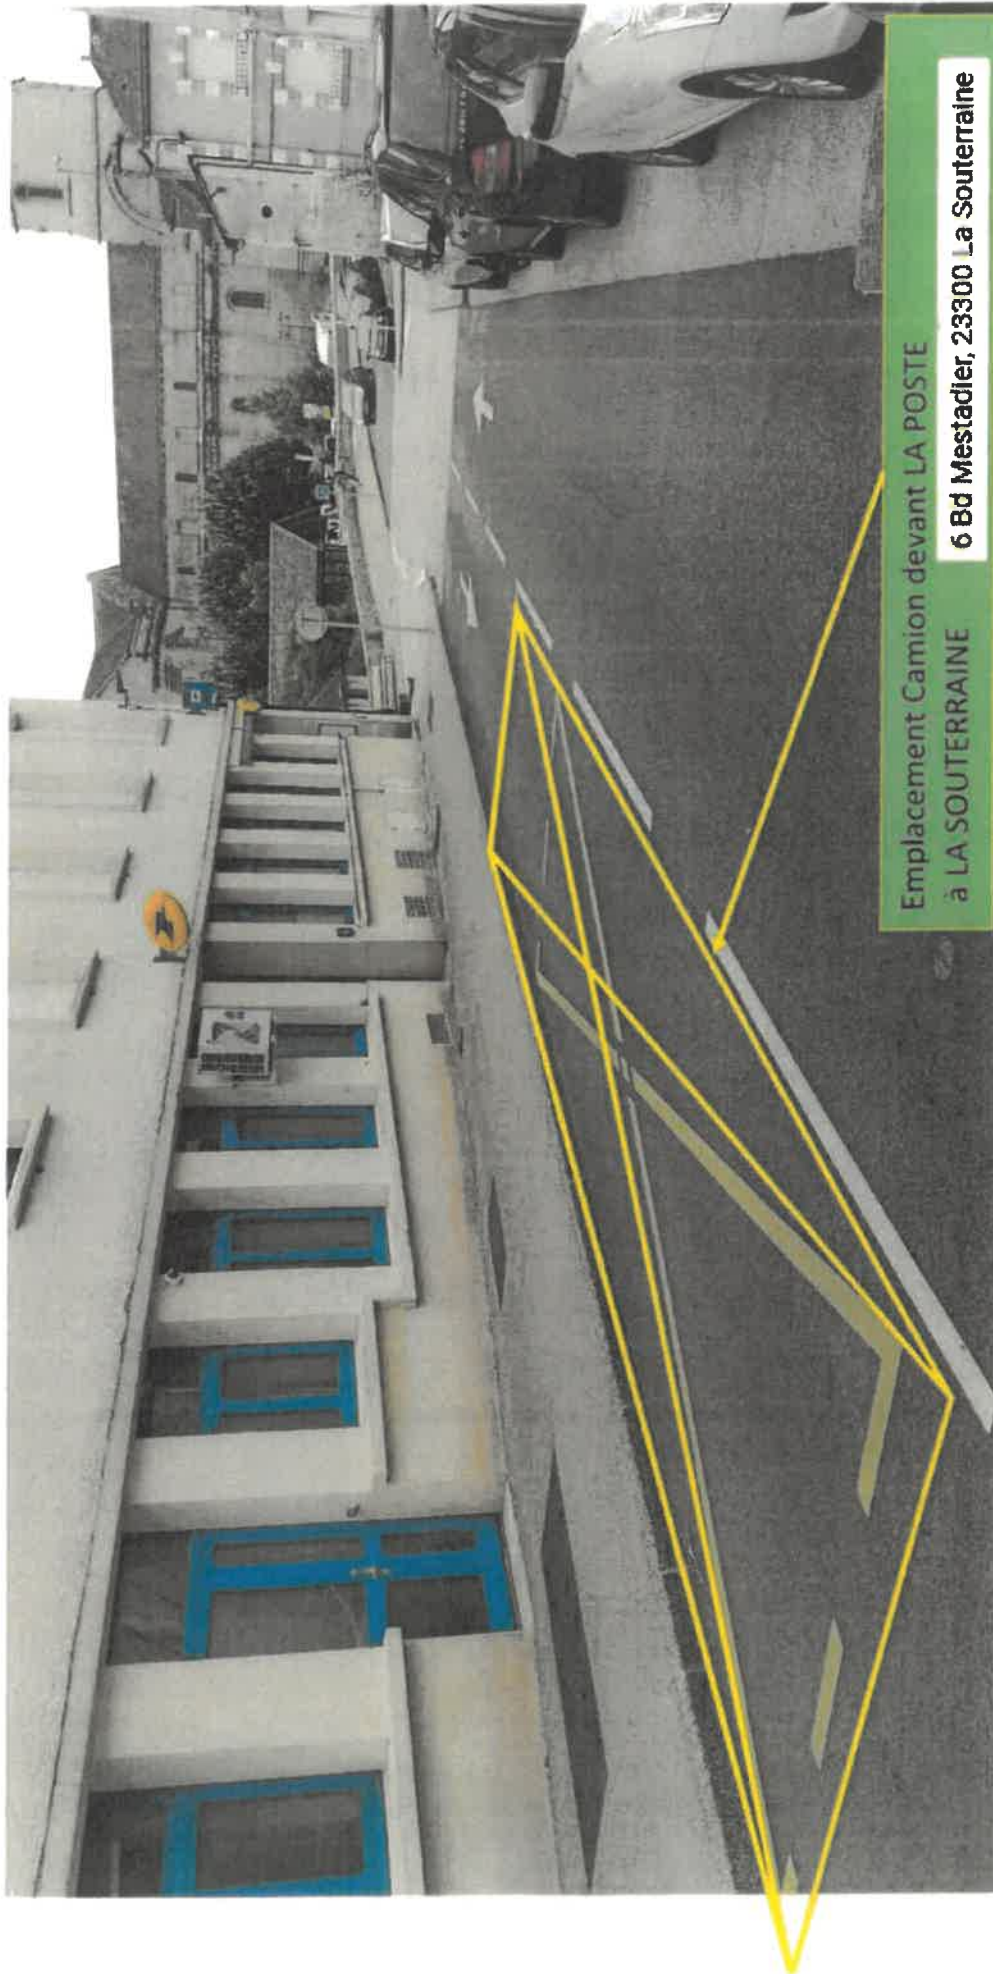 Emplacement Camion devant LA POSTE
à LA SOUTERRAINE
6 Bd Mestadier, 23300 La Souterraine